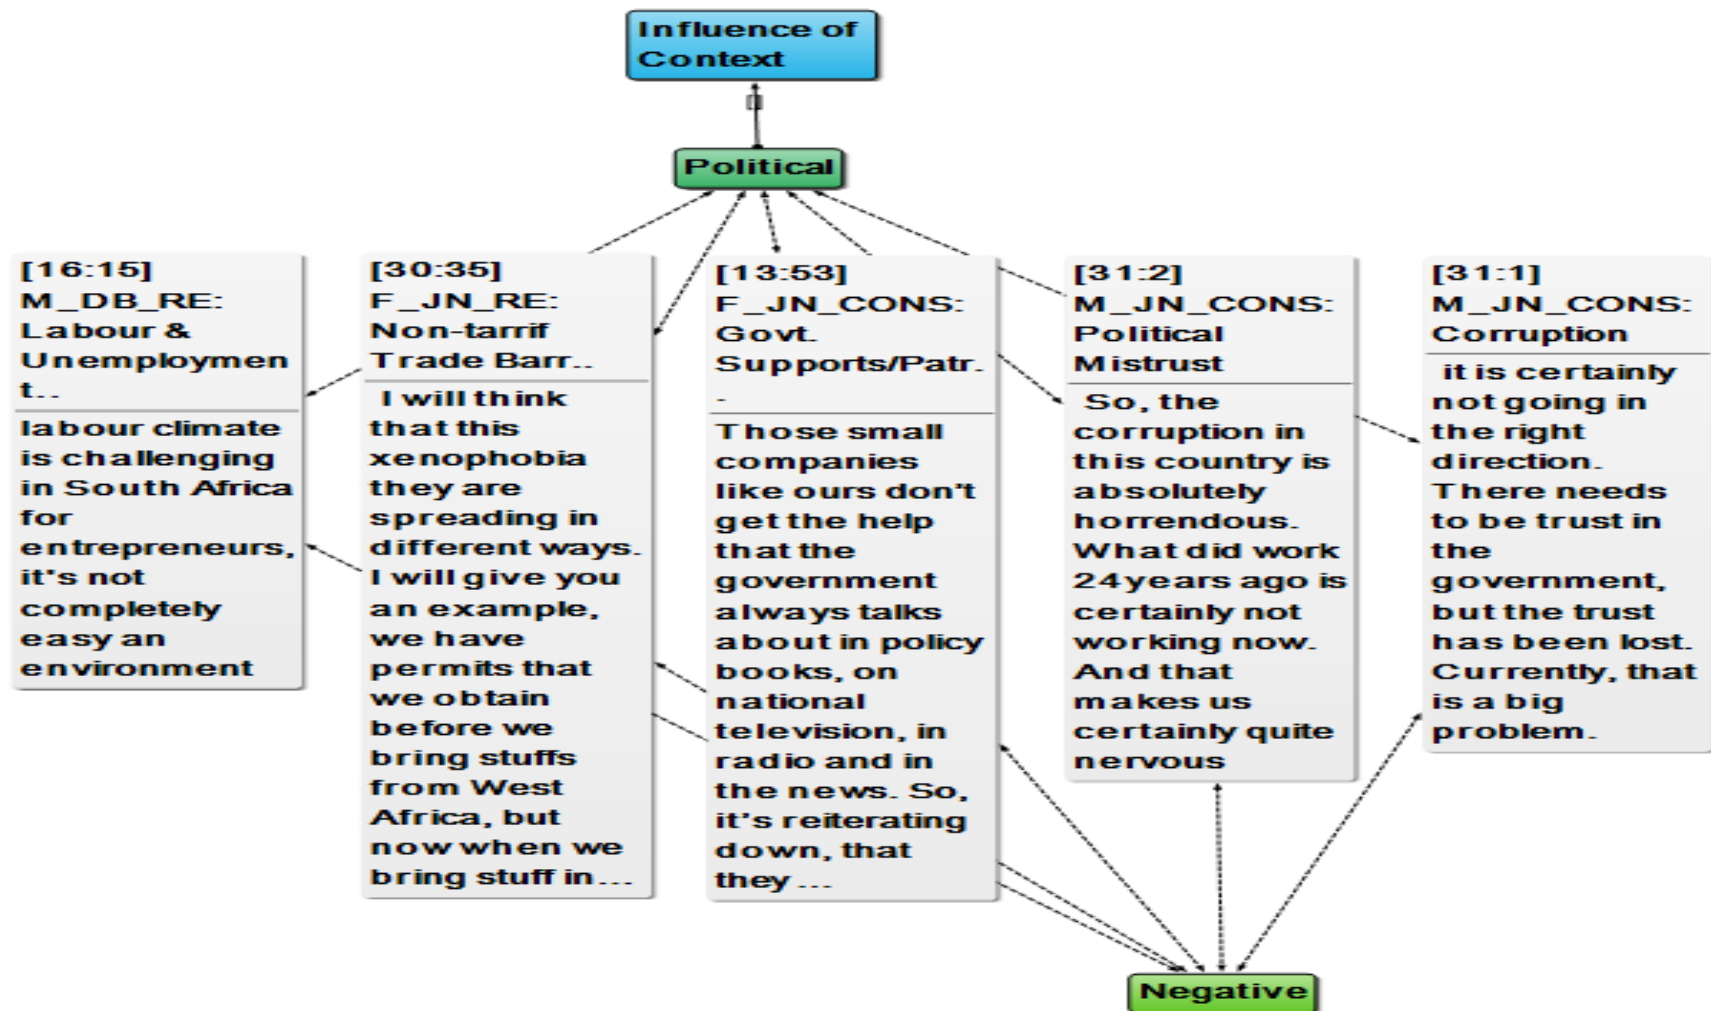 Influence of
Context
Political
[16:15]
M_DB_RE:
Labour &
Unemploymen
t..
labour climate
is challenging
in South Africa
for
entrepreneurs,
it's not
completely
easy an
environment
[30:35]
F_JN_RE:
Non-tarrif
Trade Barr..
I will think
that this
xenophobia
they are
spreading in
different ways.
I will give you
an example,
we have
permits that
we obtain
before we
bring stuffs
from West
Africa, but
now when we
bring stuff in...
[13:53]
F_JN_CONS:
Govt.
Supports/Patr.
.
Those small
companies
like ours don't
get the help
that the
government
always talks
about in policy
books, on
national
television, in
radio and in
the news. So,
it's reiterating
down, that
they ...
[31:2]
M_JN_CONS:
Political
Mistrust
So, the
corruption in
this country is
absolutely
horrendous.
What did work
24 years ago is
certainly not
working now.
And that
makes us
certainly quite
nervous
[31:1]
M_JN_CONS:
Corruption
it is certainly
not going in
the right
direction.
There needs
to be trust in
the
government,
but the trust
has been lost.
Currently, that
is a big
problem.
Negative